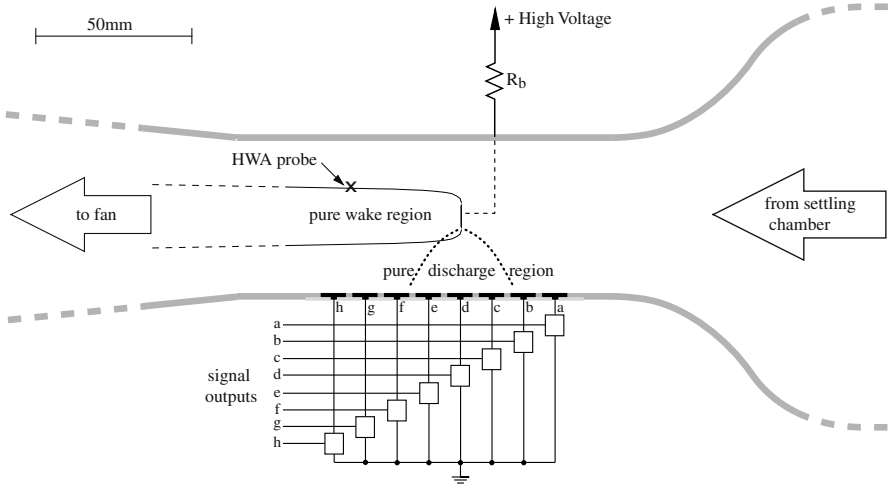 50mm
+ High Voltage
R_b
HWA probe
to fan
pure wake region
from settling
chamber
pure discharge region
h g f e d c b a
a
b
c
d
e
f
g
h
signal
outputs